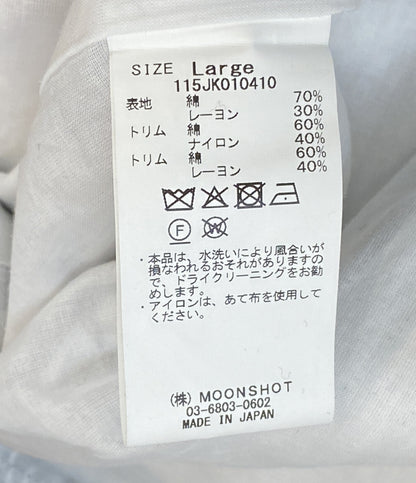 SIZE Large
115JK010410
表地 綿 70%
レーヨン 30%
トリム 綿 60%
ナイロン 40%
トリム 綿 60%
レーヨン 40%
F W
・本品は、水洗いにより風合いが
損なわれるおそれがありますの
で、ドライクリーニングをお勧
めします。
・アイロンは、あて布を使用して
ください。
(株) MOONSHOT
03-6803-0602
MADE IN JAPAN